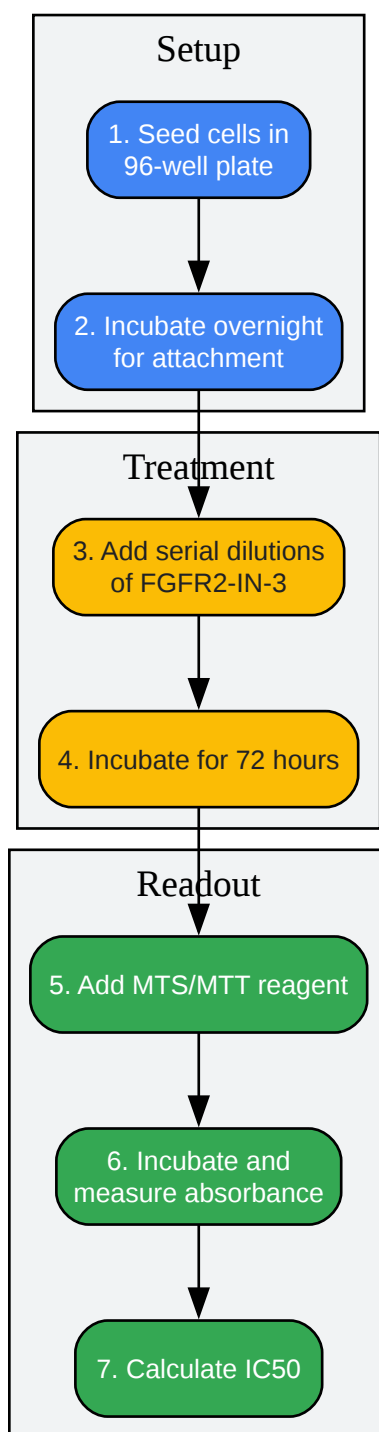 Setup
1. Seed cells in
96-well plate
2. Incubate overnight
for attachment
Treatment
3. Add serial dilutions
of FGFR2-IN-3
4. Incubate for 72 hours
Readout
5. Add MTS/MTT reagent
6. Incubate and
measure absorbance
7. Calculate IC50